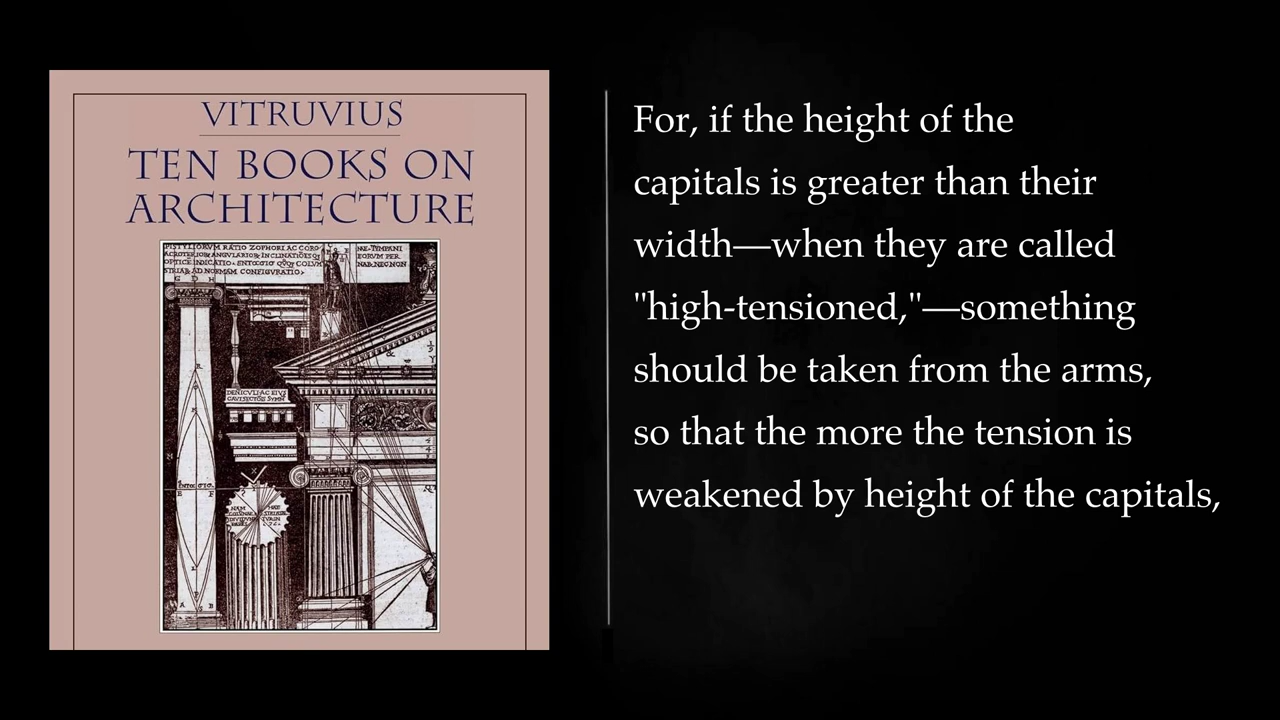 VITRUVIUS
TEN BOOKS ON
ARCHITECTURE
For, if the height of the
capitals is greater than their
width—when they are called
"high-tensioned,"—something
should be taken from the arms,
so that the more the tension is
weakened by height of the capitals,